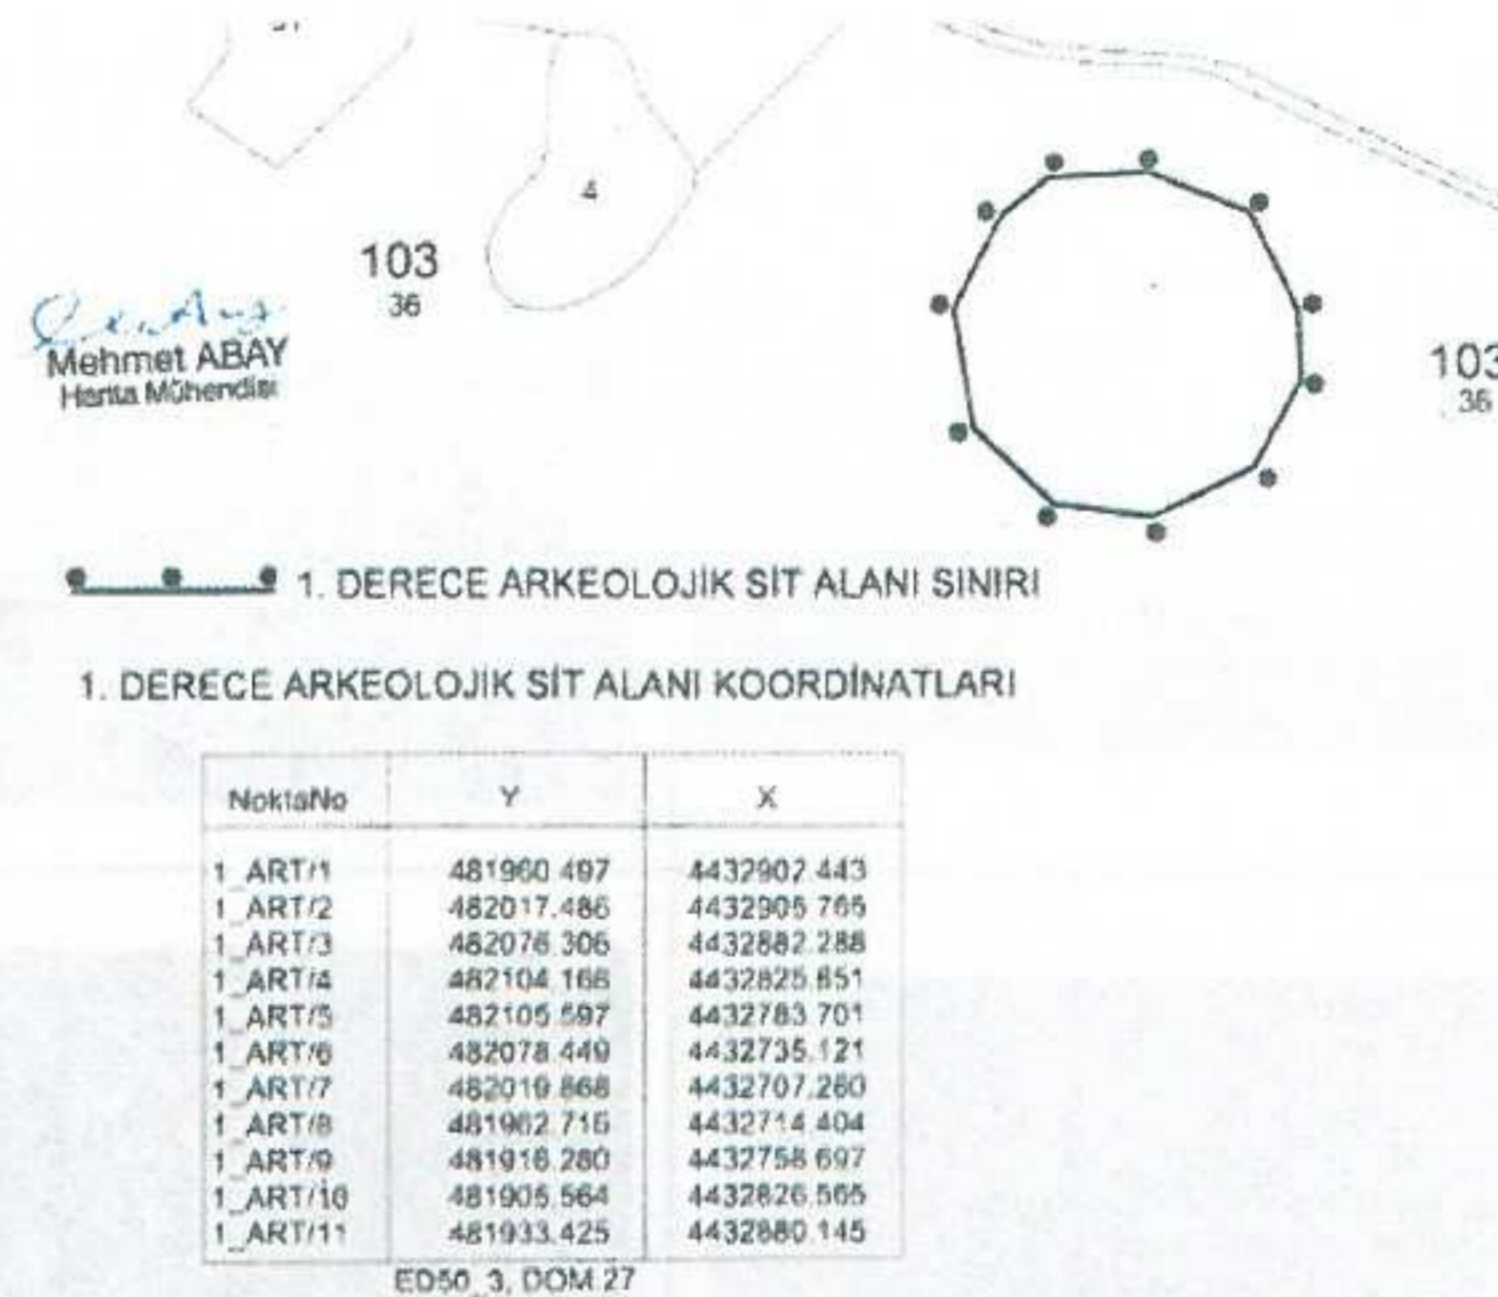 4
103
36
Mehmet ABAY
Harita Mühendisi
103
36
1. DERECE ARKEOLOJİK SİT ALANI SINIRI
1. DERECE ARKEOLOJİK SİT ALANI KOORDİNATLARI
NoktaNo Y X
1_ART/1 481960.497 4432902.443
1_ART/2 482017.486 4432905.765
1_ART/3 482076.306 4432882.288
1_ART/4 482104.166 4432825.851
1_ART/5 482105.597 4432783.701
1_ART/6 482078.449 4432735.121
1_ART/7 482019.868 4432707.260
1_ART/8 481962.716 4432714.404
1_ART/9 481916.280 4432758.697
1_ART/10 481905.564 4432826.565
1_ART/11 481933.425 4432880.145
ED50_3, DOM 27